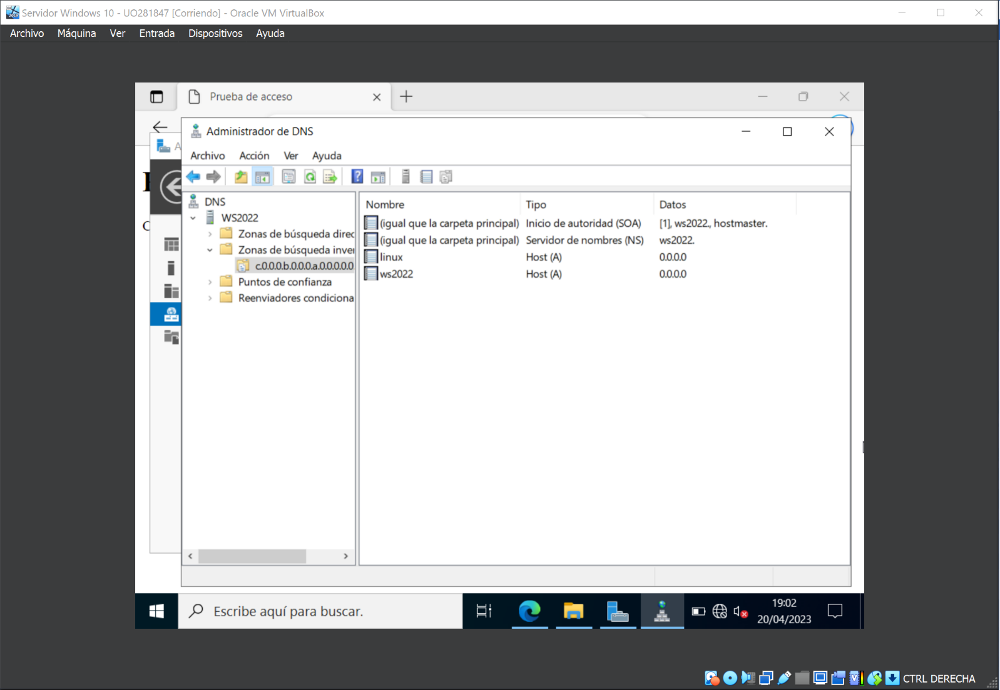 Servidor Windows 10 - UO281847 [Corriendo] - Oracle VM VirtualBox
Archivo Máquina Ver Entrada Dispositivos Ayuda
Prueba de acceso
A
Administrador de DNS
Archivo Acción Ver Ayuda
DNS
WS2022
Zonas de búsqueda direc
Zonas de búsqueda inver
c.0.0.0.b.0.0.0.a.0.0.0.0.0
Puntos de confianza
Reenviadores condiciona
Nombre Tipo Datos
(igual que la carpeta principal) Inicio de autoridad (SOA) [1], ws2022., hostmaster.
(igual que la carpeta principal) Servidor de nombres (NS) ws2022.
linux Host (A) 0.0.0.0
ws2022 Host (A) 0.0.0.0
Escribe aquí para buscar.
19:02
20/04/2023
CTRL DERECHA